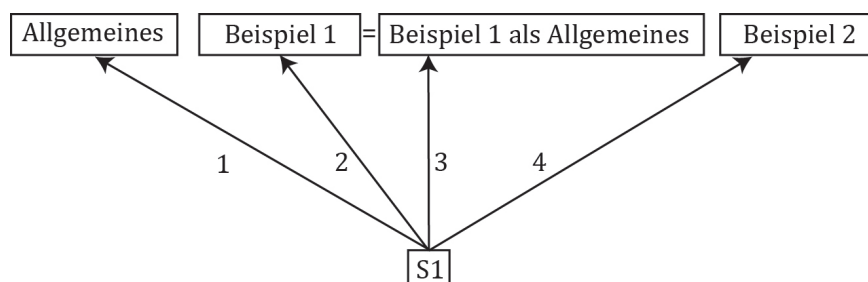 Allgemeines Beispiel 1 = Beispiel 1 als Allgemeines Beispiel 2
1 2 3 4
S1